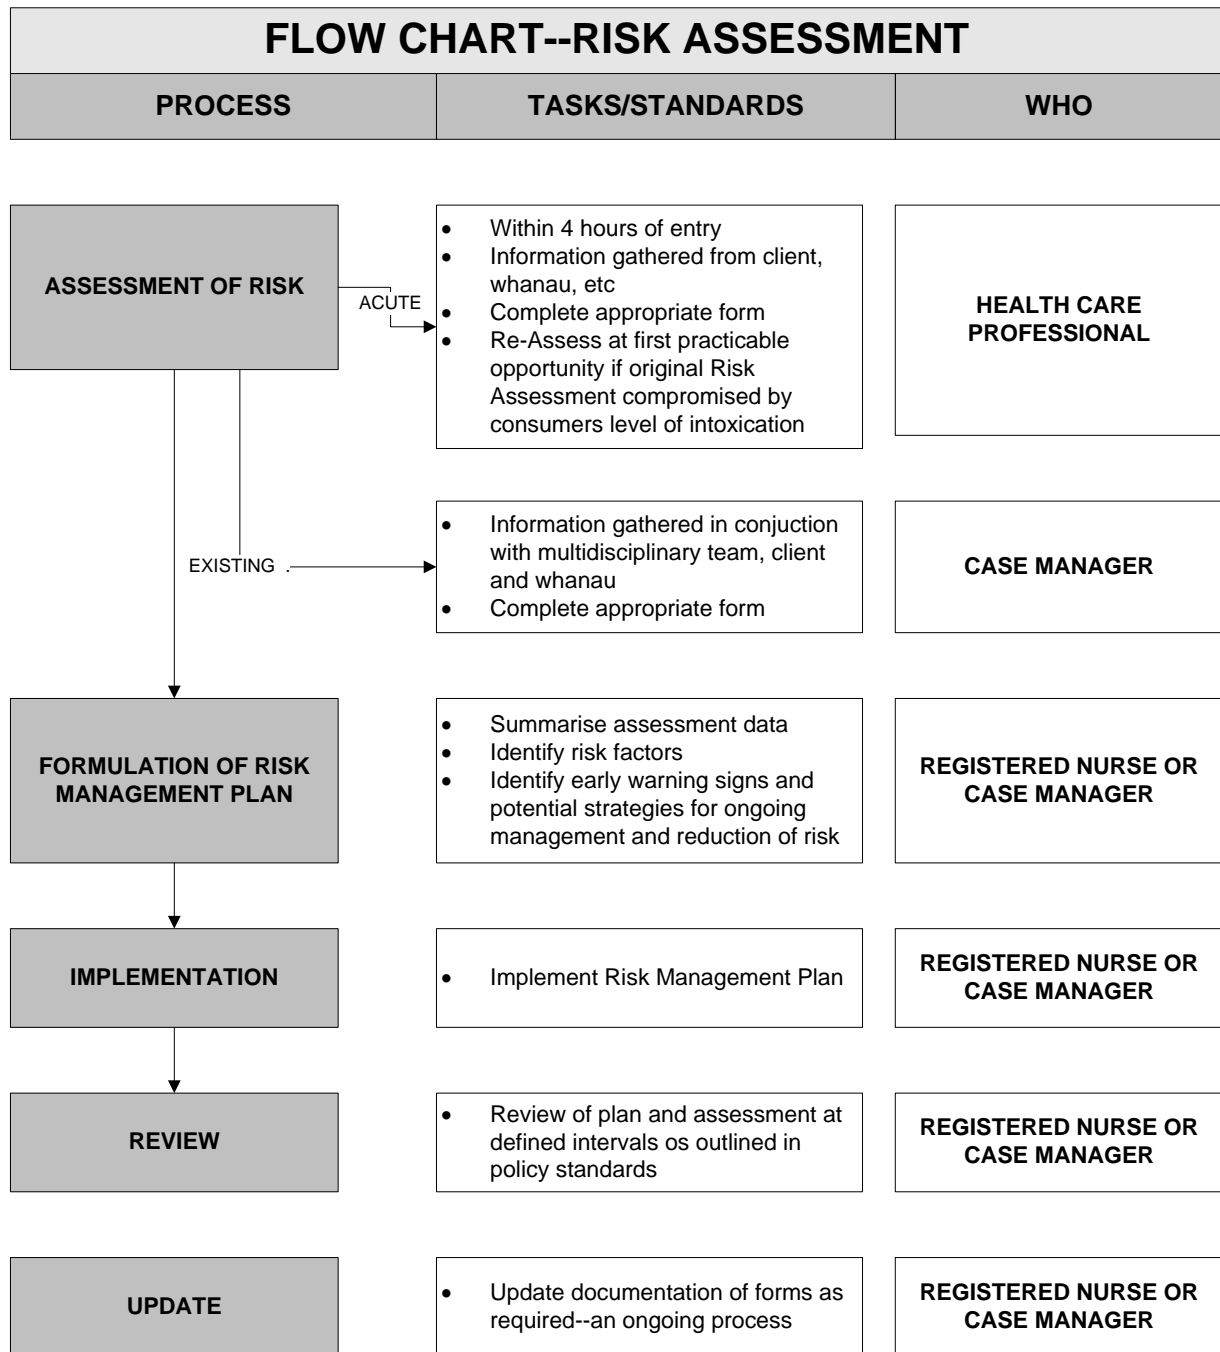 FLOW CHART--RISK ASSESSMENT
PROCESS
TASKS/STANDARDS
WHO
ASSESSMENT OF RISK
ACUTE
• Within 4 hours of entry
• Information gathered from client,
whanau, etc
• Complete appropriate form
• Re-Assess at first practicable
opportunity if original Risk
Assessment compromised by
consumers level of intoxication
HEALTH CARE
PROFESSIONAL
EXISTING .
• Information gathered in conjuction
with multidisciplinary team, client
and whanau
• Complete appropriate form
CASE MANAGER
FORMULATION OF RISK
MANAGEMENT PLAN
• Summarise assessment data
• Identify risk factors
• Identify early warning signs and
potential strategies for ongoing
management and reduction of risk
REGISTERED NURSE OR
CASE MANAGER
IMPLEMENTATION
• Implement Risk Management Plan
REGISTERED NURSE OR
CASE MANAGER
REVIEW
• Review of plan and assessment at
defined intervals os outlined in
policy standards
REGISTERED NURSE OR
CASE MANAGER
UPDATE
• Update documentation of forms as
required--an ongoing process
REGISTERED NURSE OR
CASE MANAGER